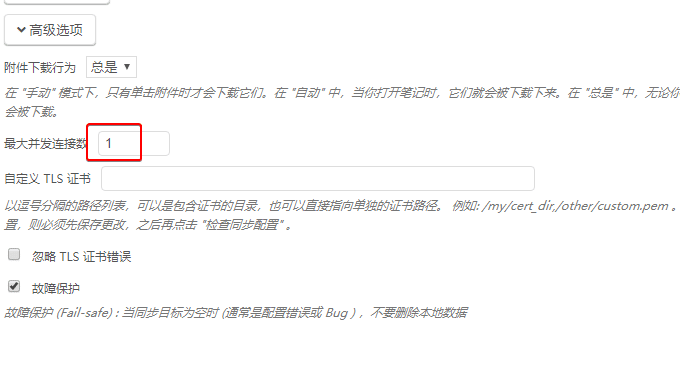 高级选项
附件下载行为 总是
在 "手动" 模式下，只有单击附件时才会下载它们。在 "自动" 中，当你打开笔记时，它们就会被下载下来。在 "总是" 中，无论你
会被下载。
最大并发连接数 1
自定义 TLS 证书
以逗号分隔的路径列表，可以是包含证书的目录，也可以直接指向单独的证书路径。 例如: /my/cert_dir,/other/custom.pem 。
置，则必须先保存更改，之后再点击 "检查同步配置" 。
忽略 TLS 证书错误
故障保护
故障保护 (Fail-safe) : 当同步目标为空时 (通常是配置错误或 Bug ) ，不要删除本地数据